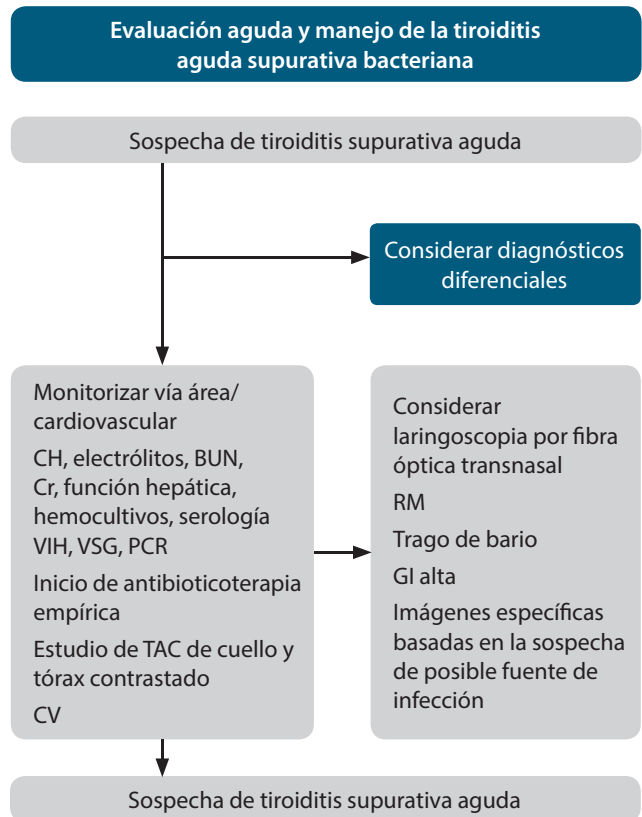 Evaluación aguda y manejo de la tiroiditis
aguda supurativa bacteriana
Sospecha de tiroiditis supurativa aguda
Considerar diagnósticos
diferenciales
Monitorizar vía área/
cardiovascular
CH, electrólitos, BUN,
Cr, función hepática,
hemocultivos, serología
VIH, VSG, PCR
Inicio de antibioticoterapia
empírica
Estudio de TAC de cuello y
tórax contrastado
CV
Considerar
laringoscopia por fibra
óptica transnasal
RM
Trago de bario
GI alta
Imágenes específicas
basadas en la sospecha
de posible fuente de
infección
Sospecha de tiroiditis supurativa aguda